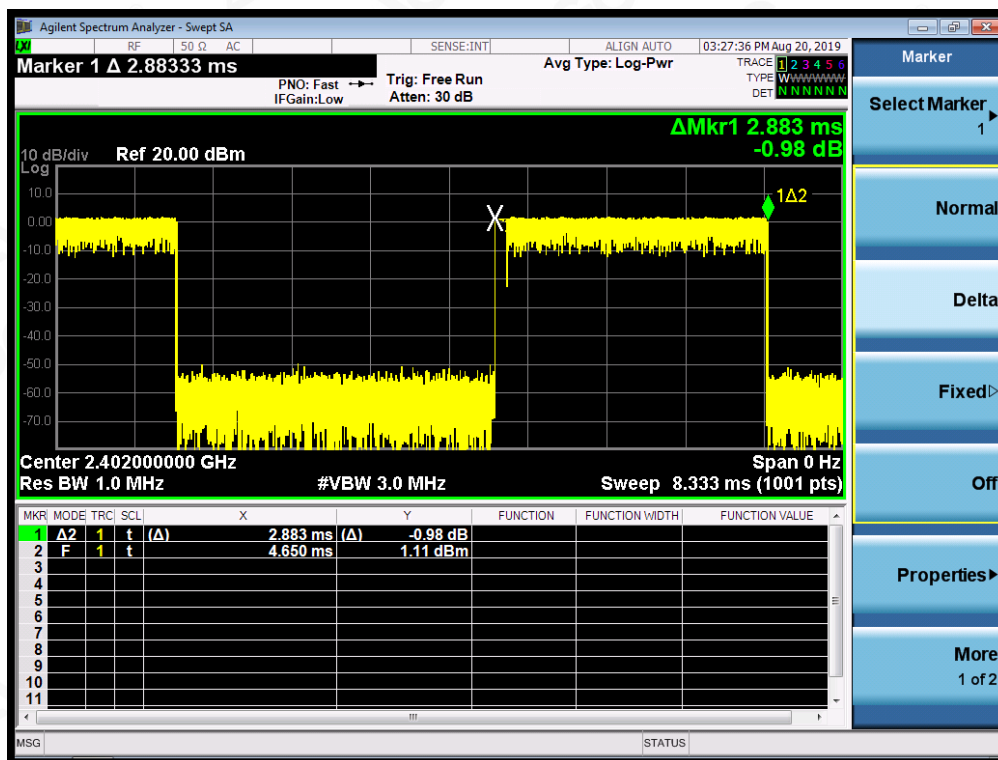 Agilent Spectrum Analyzer - Swept SA
LXI RF 50 Ω AC SENSE:INT ALIGN AUTO 03:27:36 PM Aug 20, 2019
Marker 1 Δ 2.88333 ms
PNO: Fast
IFGain:Low
Trig: Free Run
Atten: 30 dB
Avg Type: Log-Pwr
TRACE 1 2 3 4 5 6
TYPE WWWWWW
DET N N N N N N
ΔMkr1 2.883 ms
-0.98 dB
10 dB/div Ref 20.00 dBm
Log
10.0
0.00
-10.0
-20.0
-30.0
-40.0
-50.0
-60.0
-70.0
X
1Δ2
Center 2.402000000 GHz Span 0 Hz
Res BW 1.0 MHz #VBW 3.0 MHz Sweep 8.333 ms (1001 pts)
MKR MODE TRC SCL X Y FUNCTION FUNCTION WIDTH FUNCTION VALUE
1 Δ2 1 t (Δ) 2.883 ms (Δ) -0.98 dB
2 F 1 t 4.650 ms 1.11 dBm
3
4
5
6
7
8
9
10
11
MSG STATUS
Marker
Select Marker
1
Normal
Delta
Fixed
Off
Properties
More
1 of 2